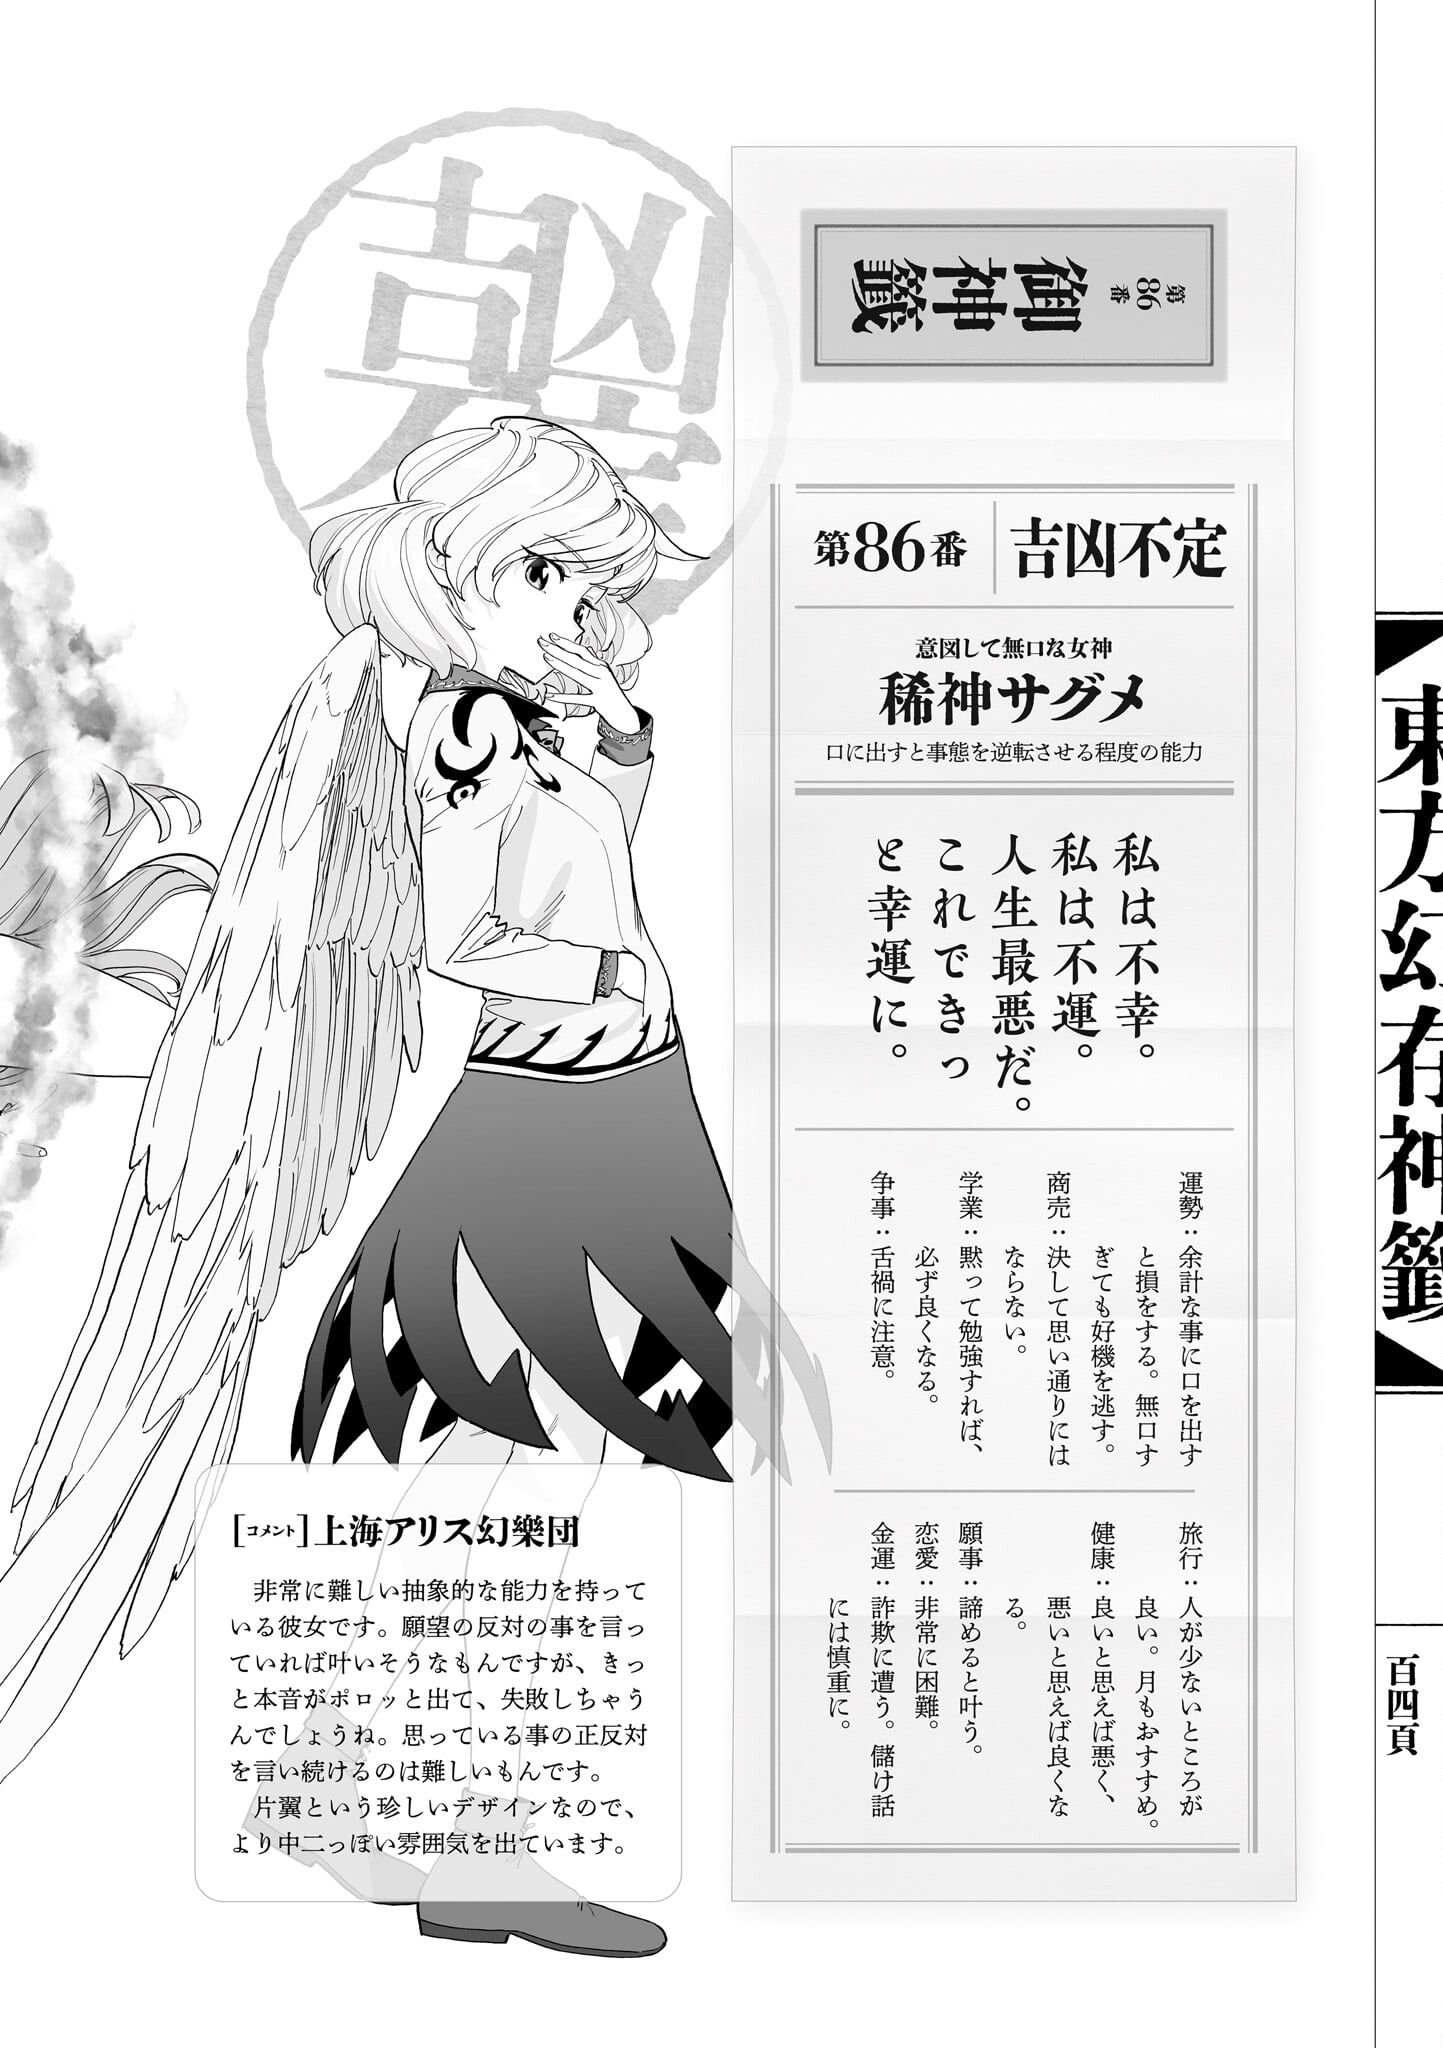 東方幻存神籤
百四頁
御神籤
第86番
第86番
吉凶不定
意図して無口な女神
稀神サグメ
口に出すと事態を逆転させる程度の能力
私は不幸。
私は不運。
人生最悪だ。
これできっ
と幸運に。
運勢:余計な事に口を出す
と損をする。無口す
ぎても好機を逃す。
商売:決して思い通りには
ならない。
学業:黙って勉強すれば、
必ず良くなる。
争事:舌禍に注意。
旅行:人が少ないところが
良い。月もおすすめ。
健康:良いと思えば悪く、
悪いと思えば良くな
る。
願事:諦めると叶う。
恋愛:非常に困難。
金運:詐欺に遭う。儲け話
には慎重に。
吉凶不定
[コメント]上海アリス幻樂団
非常に難しい抽象的な能力を持って
いる彼女です。願望の反対の事を言っ
ていれば叶いそうなもんですが、きっ
と本音がポロッと出て、失敗しちゃう
んでしょうね。思っている事の正反対
を言い続けるのは難しいもんです。
片翼という珍しいデザインなので、
より中二っぽい雰囲気を出ています。